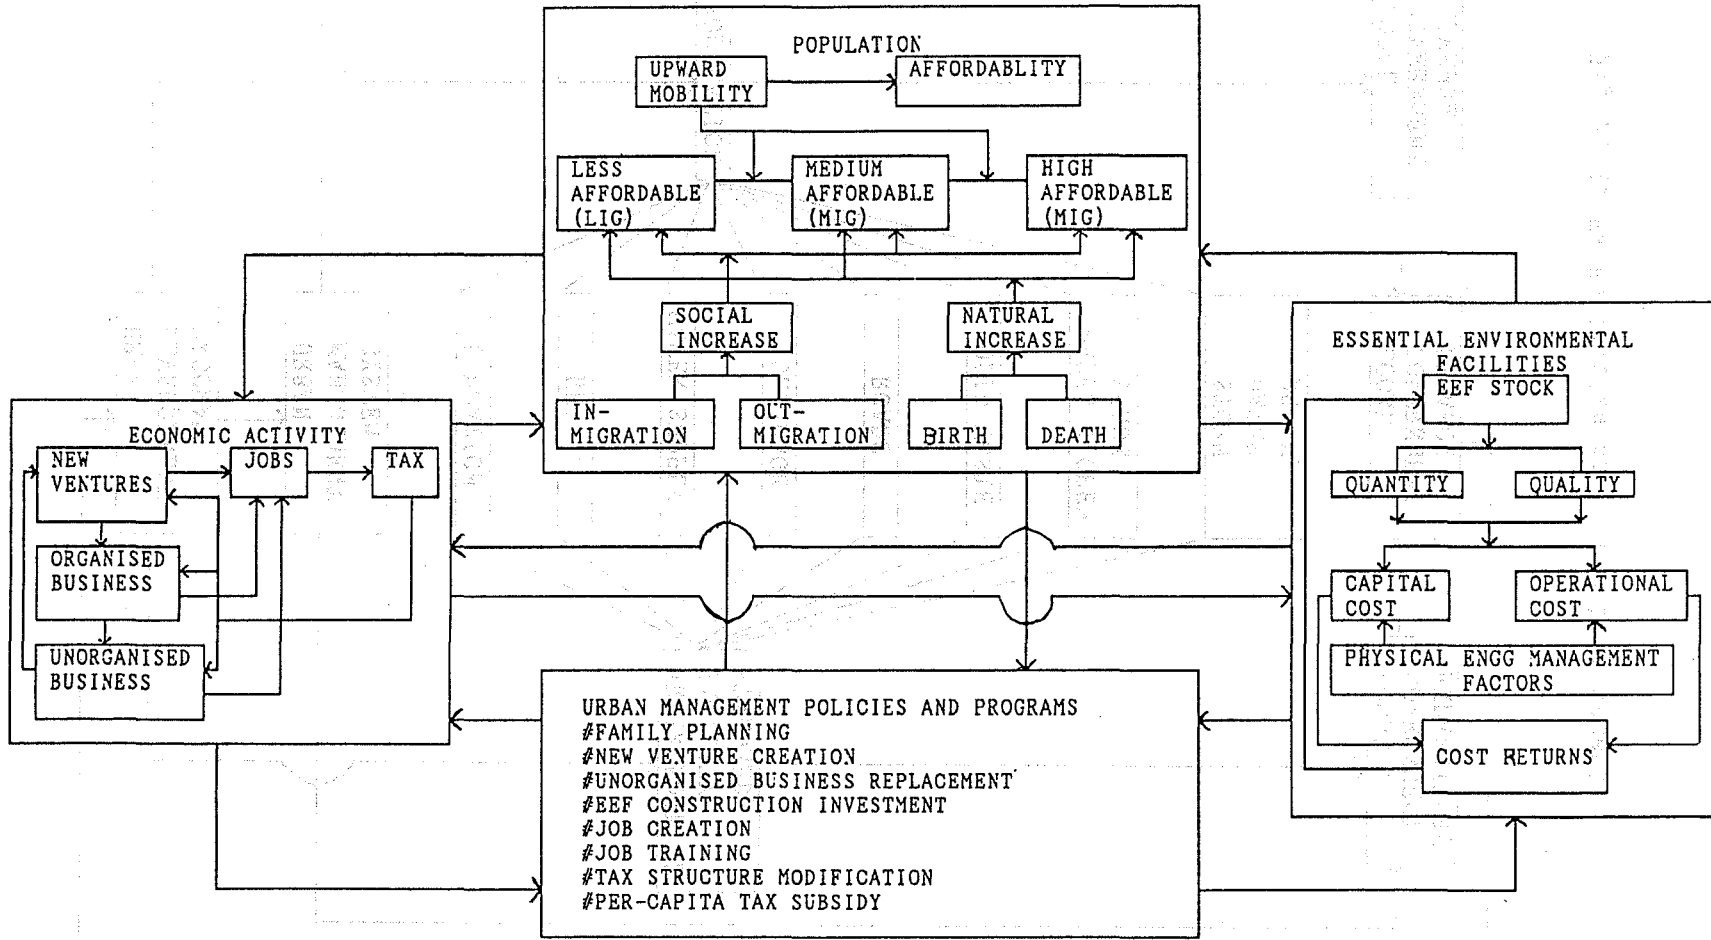 POPULATION
UPWARD
MOBILITY
AFFORDABLITY
LESS
AFFORDABLE
(LIG)
MEDIUM
AFFORDABLE
(MIG)
HIGH
AFFORDABLE
(MIG)
SOCIAL
INCREASE
NATURAL
INCREASE
IN-
MIGRATION
OUT-
MIGRATION
BIRTH
DEATH
ECONOMIC ACTIVITY
NEW
VENTURES
JOBS
TAX
ORGANISED
BUSINESS
UNORGANISED
BUSINESS
ESSENTIAL ENVIRONMENTAL
FACILITIES
EEF STOCK
QUANTITY
QUALITY
CAPITAL
COST
OPERATIONAL
COST
PHYSICAL ENGG MANAGEMENT
FACTORS
COST RETURNS
URBAN MANAGEMENT POLICIES AND PROGRAMS
#FAMILY PLANNING
#NEW VENTURE CREATION
#UNORGANISED BUSINESS REPLACEMENT
#EEF CONSTRUCTION INVESTMENT
#JOB CREATION
#JOB TRAINING
#TAX STRUCTURE MODIFICATION
#PER-CAPITA TAX SUBSIDY